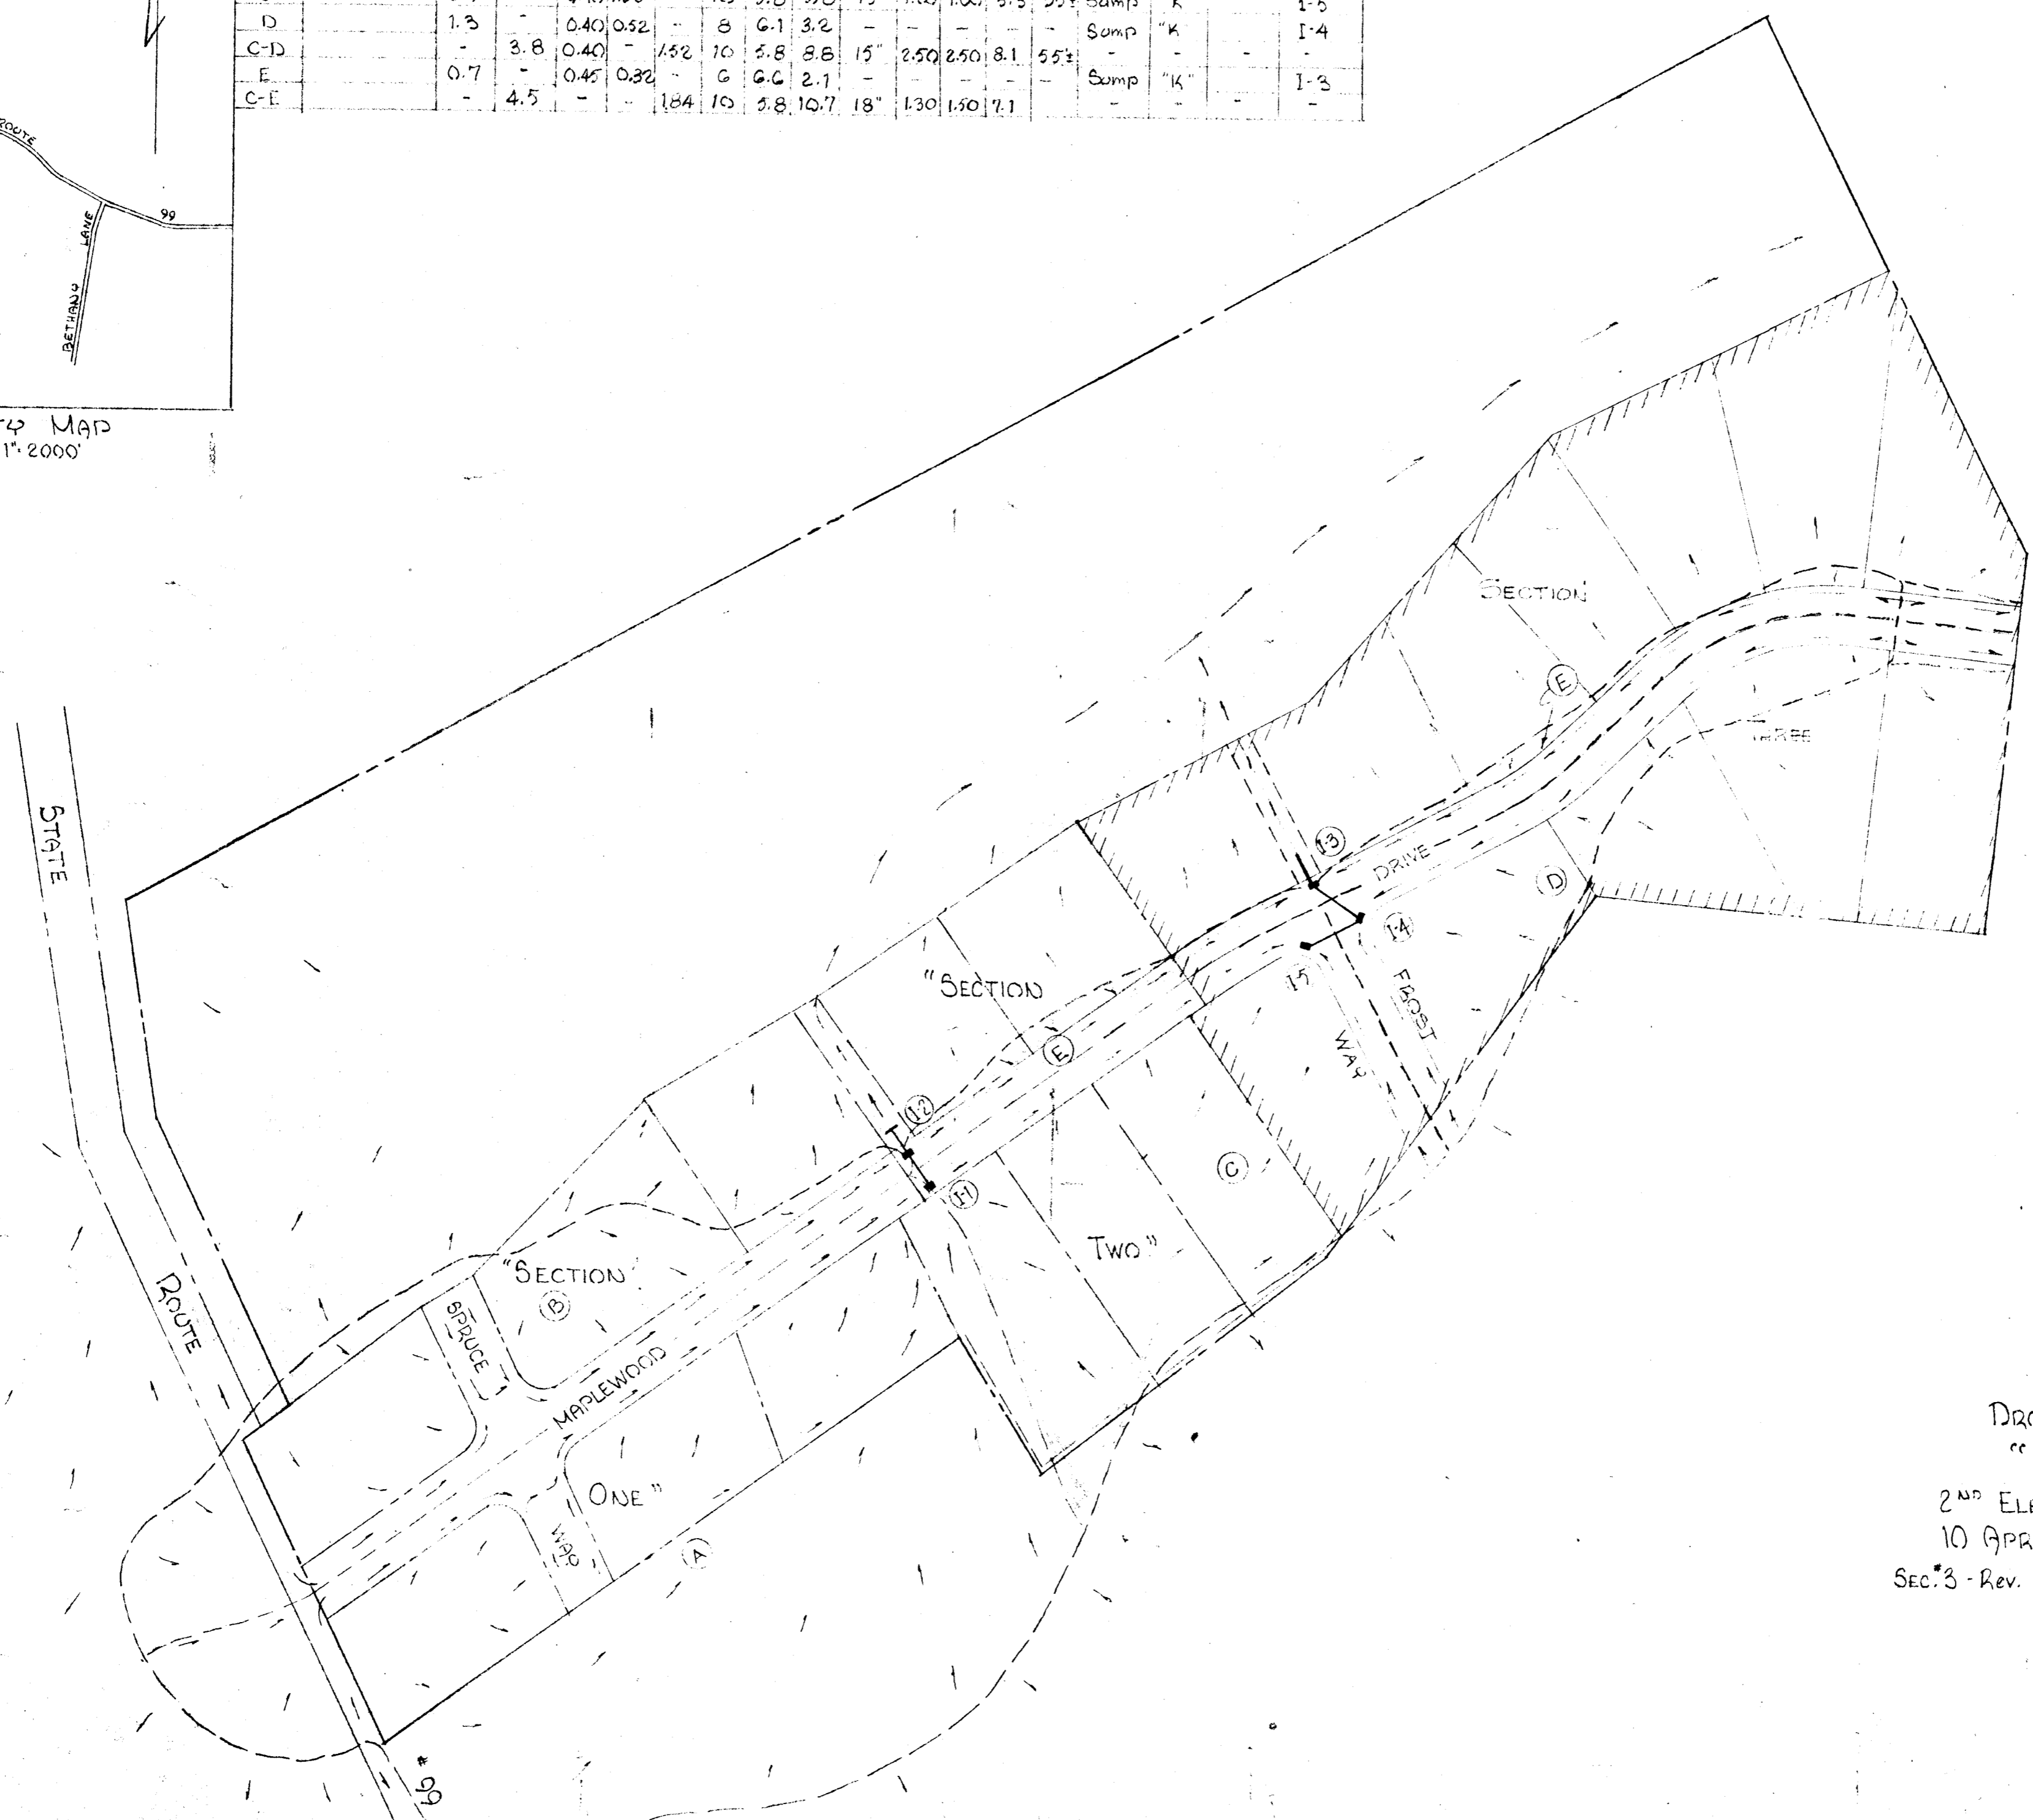 D 1.3 - 0.40 0.52 - 8 6.1 3.2 - - - - - Sump "K" I-4
C-D - 3.8 0.40 - 1.52 10 5.8 8.8 15" 2.50 2.50 8.1 55± - - - -
E 0.7 - 0.45 0.32 - 6 6.6 2.1 - - - - - Sump "K" I-3
C-E - 4.5 - - 1.84 10 5.8 10.7 18" 1.30 1.50 7.1 - - - -
ROUTE
99
BETHANY LANE
MAP
1"=2000'
SECTION
THREE
E
STATE
I-3
DRIVE
D
I-4
I-5
FROST
WAY
"SECTION
E
I-2
I-1
C
TWO"
ROUTE
"SECTION
B
SPRUCE
MAPLEWOOD
ONE"
WAY
A
# 99
2ND
10
SEC. #3 - Rev.